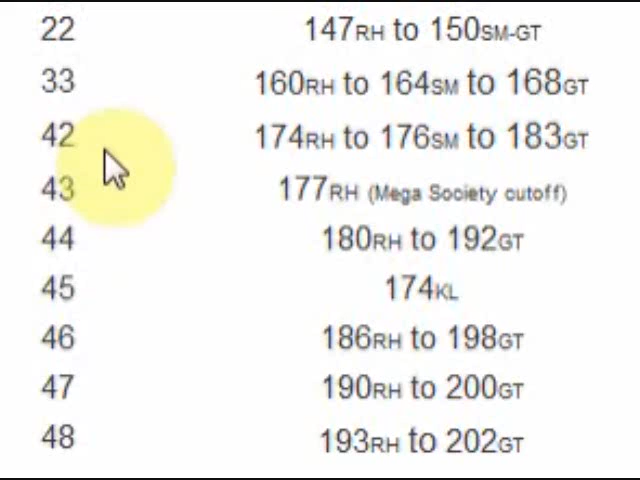 22 147RH to 150SM-GT
33 160RH to 164SM to 168GT
42 174RH to 176SM to 183GT
43 177RH (Mega Society cutoff)
44 180RH to 192GT
45 174KL
46 186RH to 198GT
47 190RH to 200GT
48 193RH to 202GT